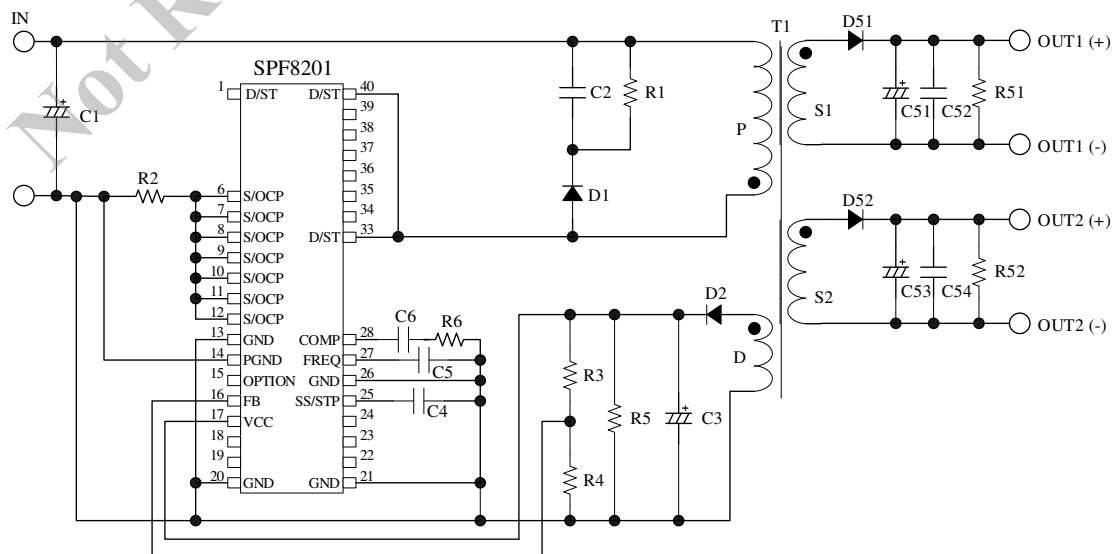 Not R
IN
T1
D51
OUT1 (+)
SPF8201
1 D/ST D/ST 40
39
38
37
36
35
34
C1
C2
R1
P
S1
C51
C52
R51
OUT1 (-)
R2
6 S/OCP
7 S/OCP
8 S/OCP
9 S/OCP
10 S/OCP
11 S/OCP
12 S/OCP
D/ST 33
D1
D52
OUT2 (+)
S2
C53
C54
R52
OUT2 (-)
13 GND COMP 28
14 PGND FREQ 27
15 OPTION GND 26
16 FB SS/STP 25
17 VCC 24
18 23
19 22
20 GND GND 21
C6
R6
C5
C4
D2
D
R3
R5
C3
R4